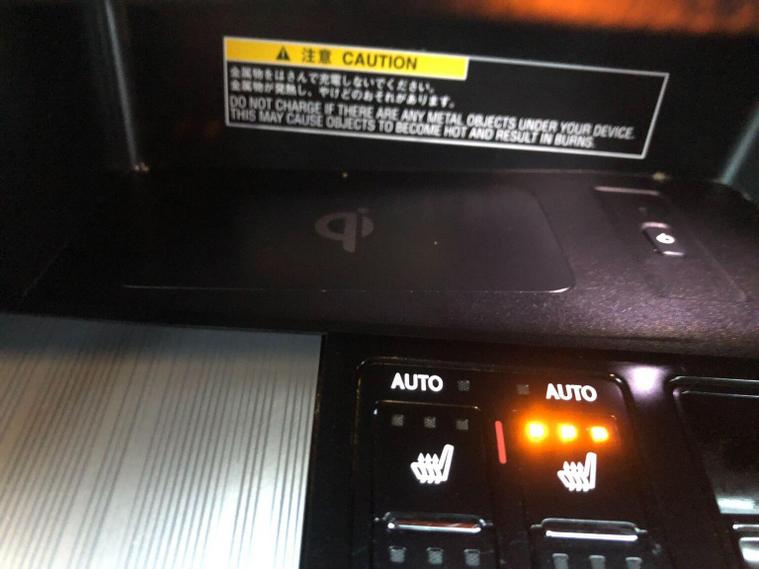 注意 CAUTION
金属物をはさんで充電しないでください。
金属物が発熱し、やけどのおそれがあります。
DO NOT CHARGE IF THERE ARE ANY METAL OBJECTS UNDER YOUR DEVICE.
THIS MAY CAUSE OBJECTS TO BECOME HOT AND RESULT IN BURNS.
qi
AUTO AUTO